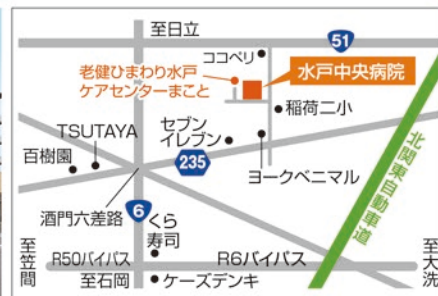 至日立
51
ココペリ
老健ひまわり水戸
ケアセンターまこと
水戸中央病院
稲荷二小
TSUTAYA
セブン
イレブン
百樹園
235
ヨークベニマル
北関東自動車道
酒門六差路
6
くら
寿司
至笠間
R50バイパス
R6バイパス
至大洗
至石岡
ケーズデンキ